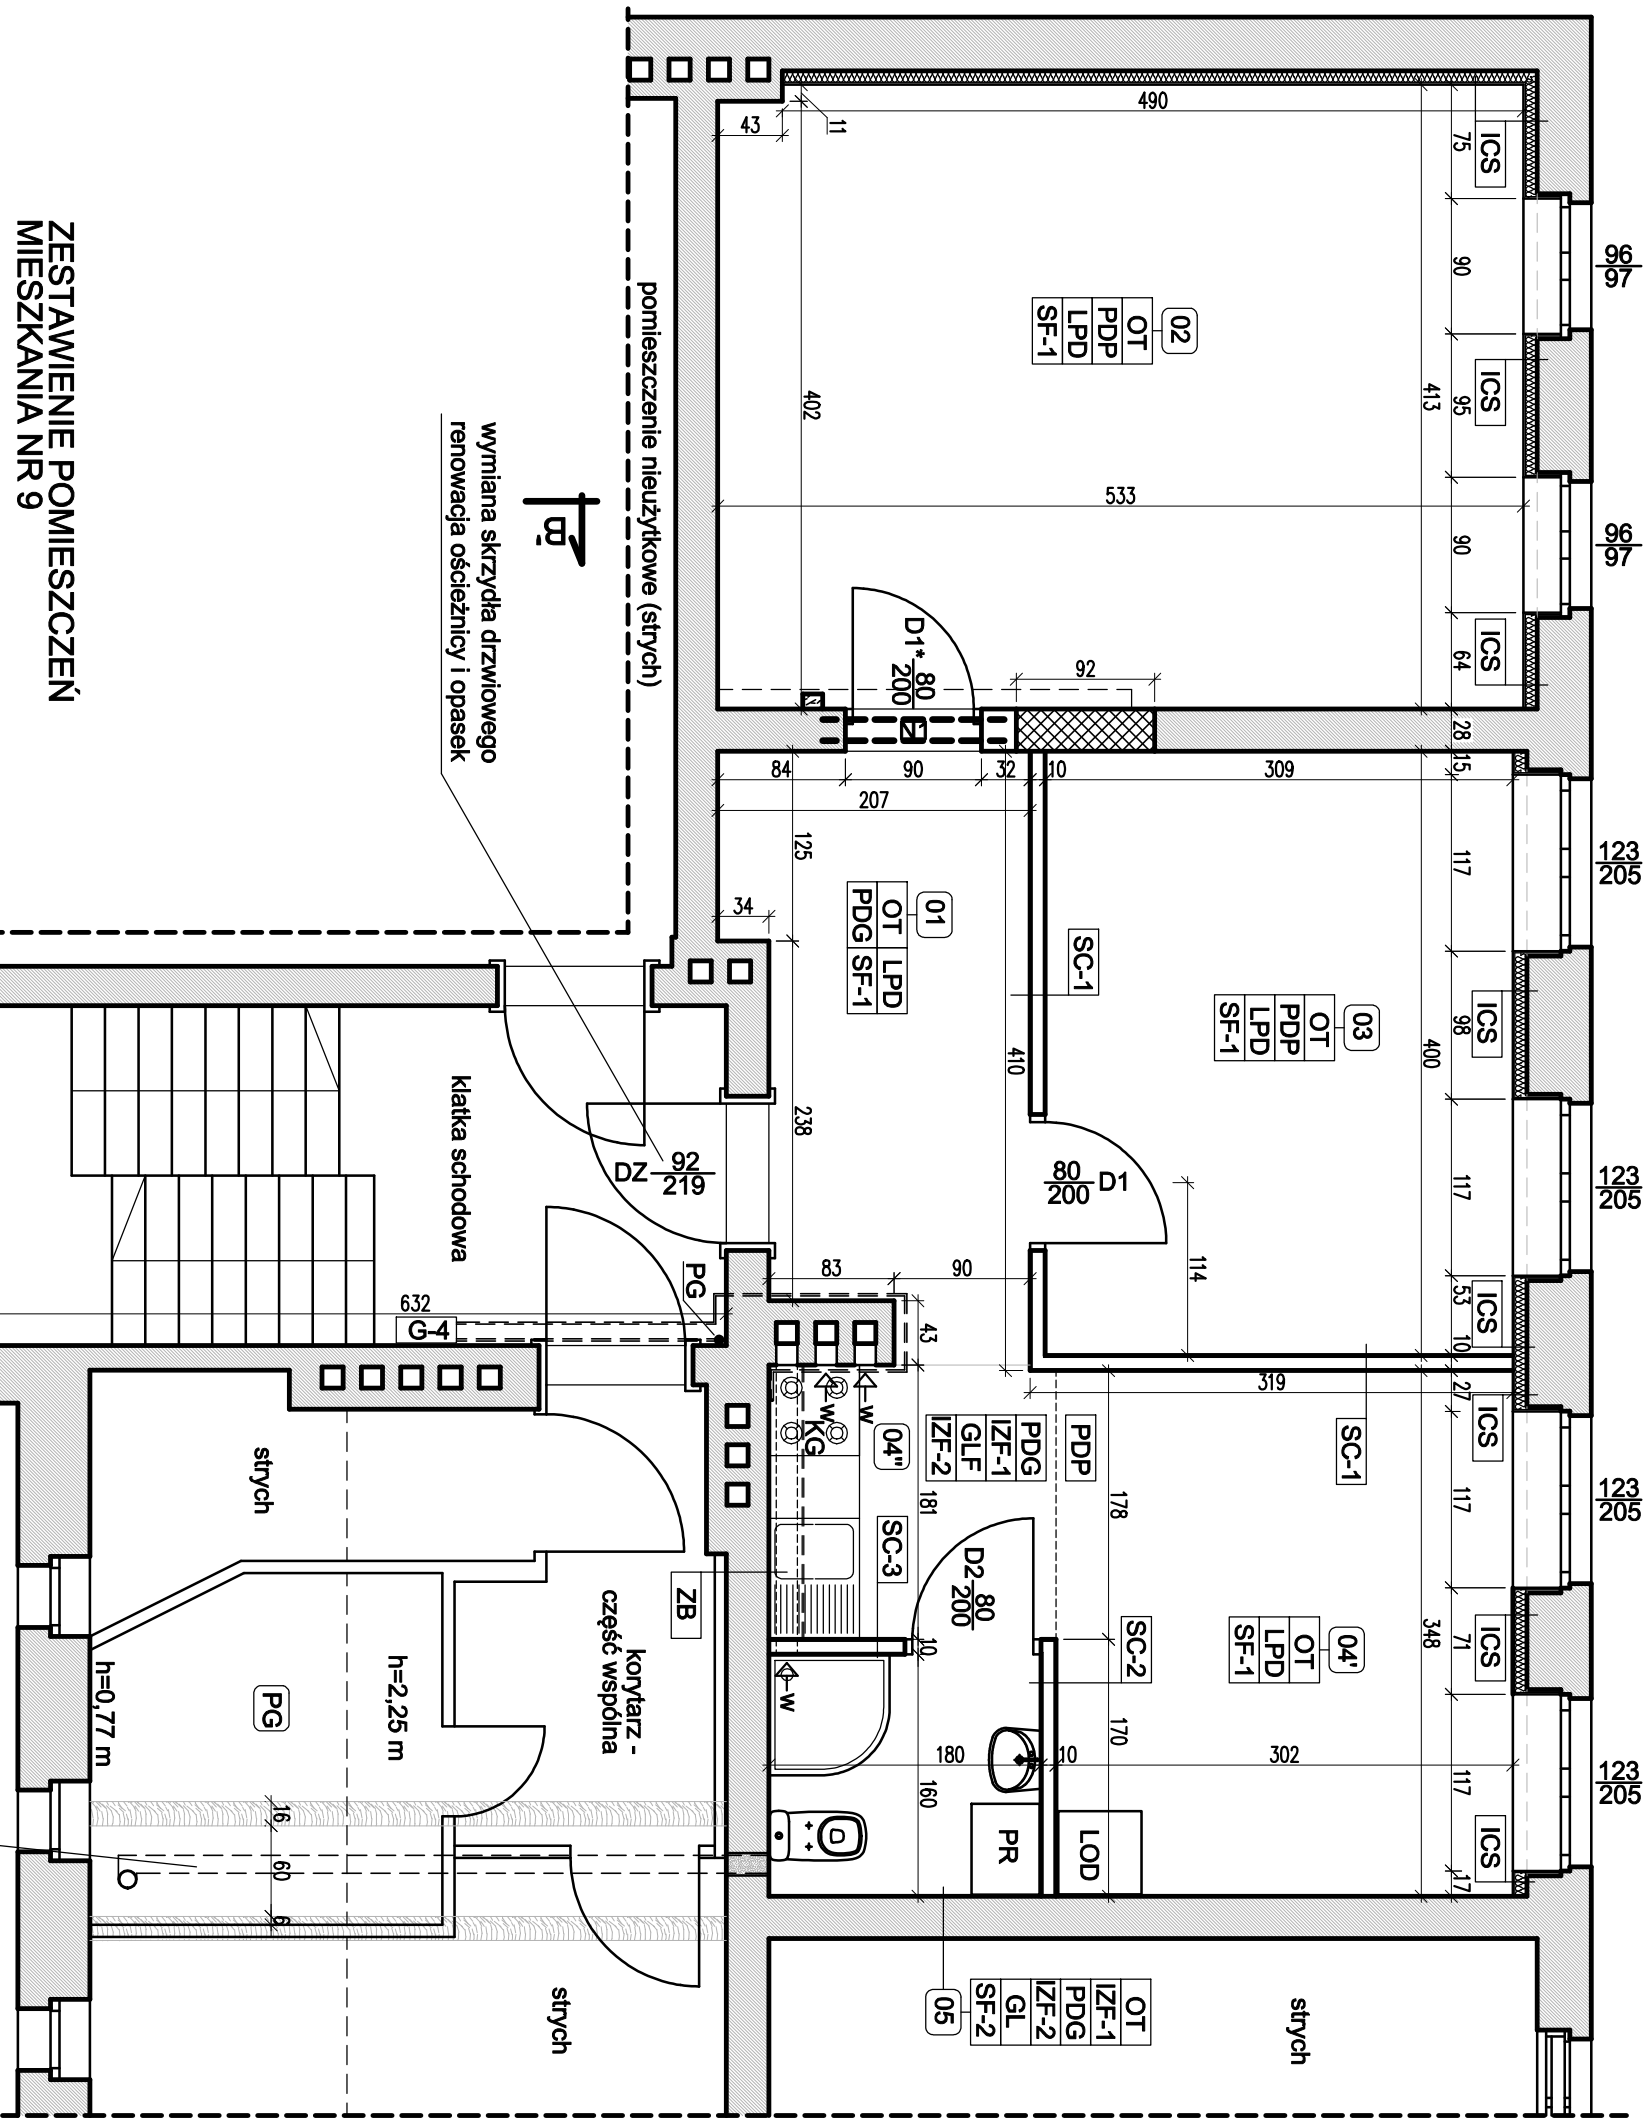 96
97
96
97
123
205
123
205
123
205
123
205
ICS
ICS
ICS
ICS
ICS
ICS
ICS
ICS
75
90
95
90
64
28
15
117
98
117
53
10
27
117
71
117
17
413
400
348
490
11
43
402
533
02
OT
PDP
LPD
SF-1
D1* 80
200
N1
92
84
90
32
10
309
207
125
34
01
OT LPD
PDG SF-1
SC-1
03
OT
PDP
LPD
SF-1
410
238
80
200 D1
114
83
90
43
319
SC-1
PDP
PDG
IZF-1
GLF
IZF-2
04"
W
W
KG
181
178
SC-3
D2 80
200
SC-2
04'
OT
LPD
SF-1
10
W
170
180
10
302
160
PR
LOD
05
OT
IZF-1
PDG
IZF-2
GL
SF-2
strych
pomieszczenie nieużytkowe (strych)
B'
wymiana skrzydła drzwiowego
renowacja ościeżnicy i opasek
DZ 92
219
klatka schodowa
PG
632
G-4
ZB
korytarz -
część wspólna
strych
h=2,25 m
PG
h=0,77 m
16
60
6
strych
ZESTAWIENIE POMIESZCZEŃ
MIESZKANIA NR 9